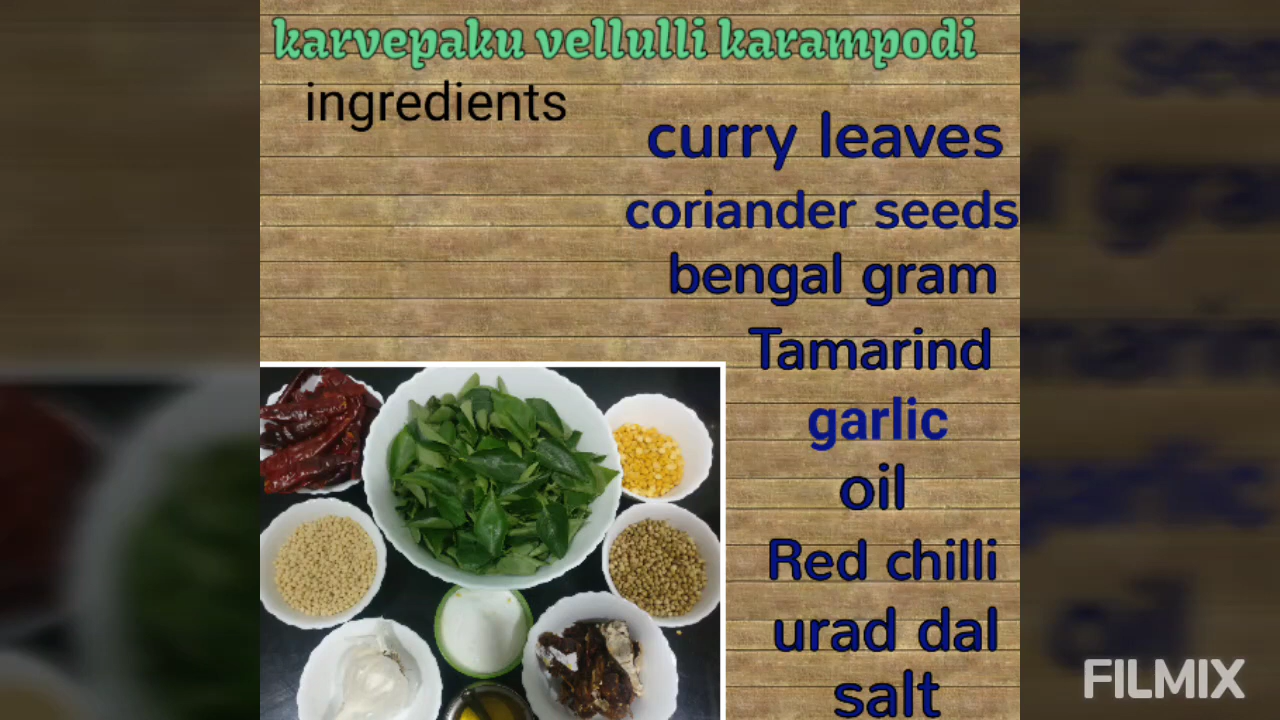 karvepaku vellulli karampodi
ingredients
curry leaves
coriander seeds
bengal gram
Tamarind
garlic
oil
Red chilli
urad dal
salt
FILMIX